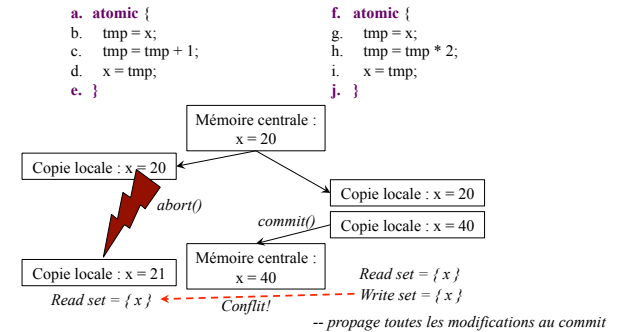 a. atomic {
b. tmp = x;
c. tmp = tmp + 1;
d. x = tmp;
e. }
f. atomic {
g. tmp = x;
h. tmp = tmp * 2;
i. x = tmp;
j. }
Mémoire centrale :
x = 20
Copie locale : x = 20
Copie locale : x = 20
abort()
commit()
Copie locale : x = 40
Mémoire centrale :
x = 40
Copie locale : x = 21
Read set = { x }
Conflit!
Read set = { x }
Write set = { x }
-- propage toutes les modifications au commit